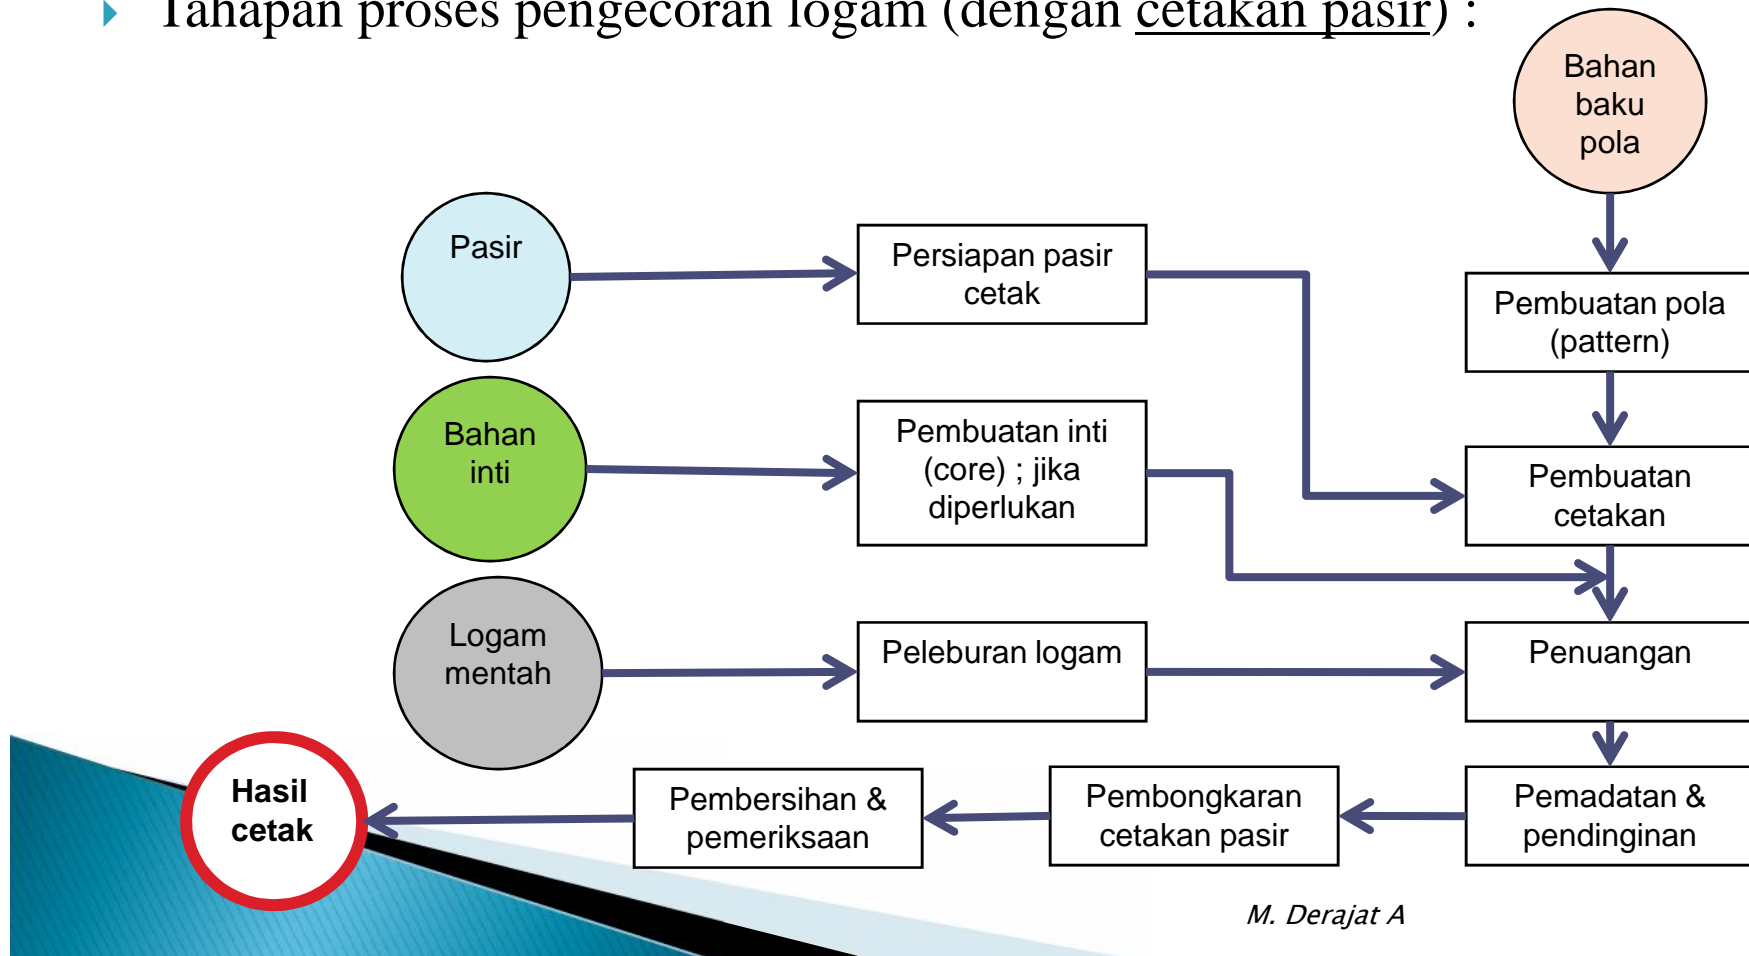 Tahapan proses pengecoran logam (dengan cetakan pasir) :
Bahan
baku
pola
Pasir
Persiapan pasir
cetak
Pembuatan pola
(pattern)
Bahan
inti
Pembuatan inti
(core) ; jika
diperlukan
Pembuatan
cetakan
Logam
mentah
Peleburan logam
Penuangan
Hasil
cetak
Pembersihan &
pemeriksaan
Pembongkaran
cetakan pasir
Pemadatan &
pendinginan
M. Derajat A